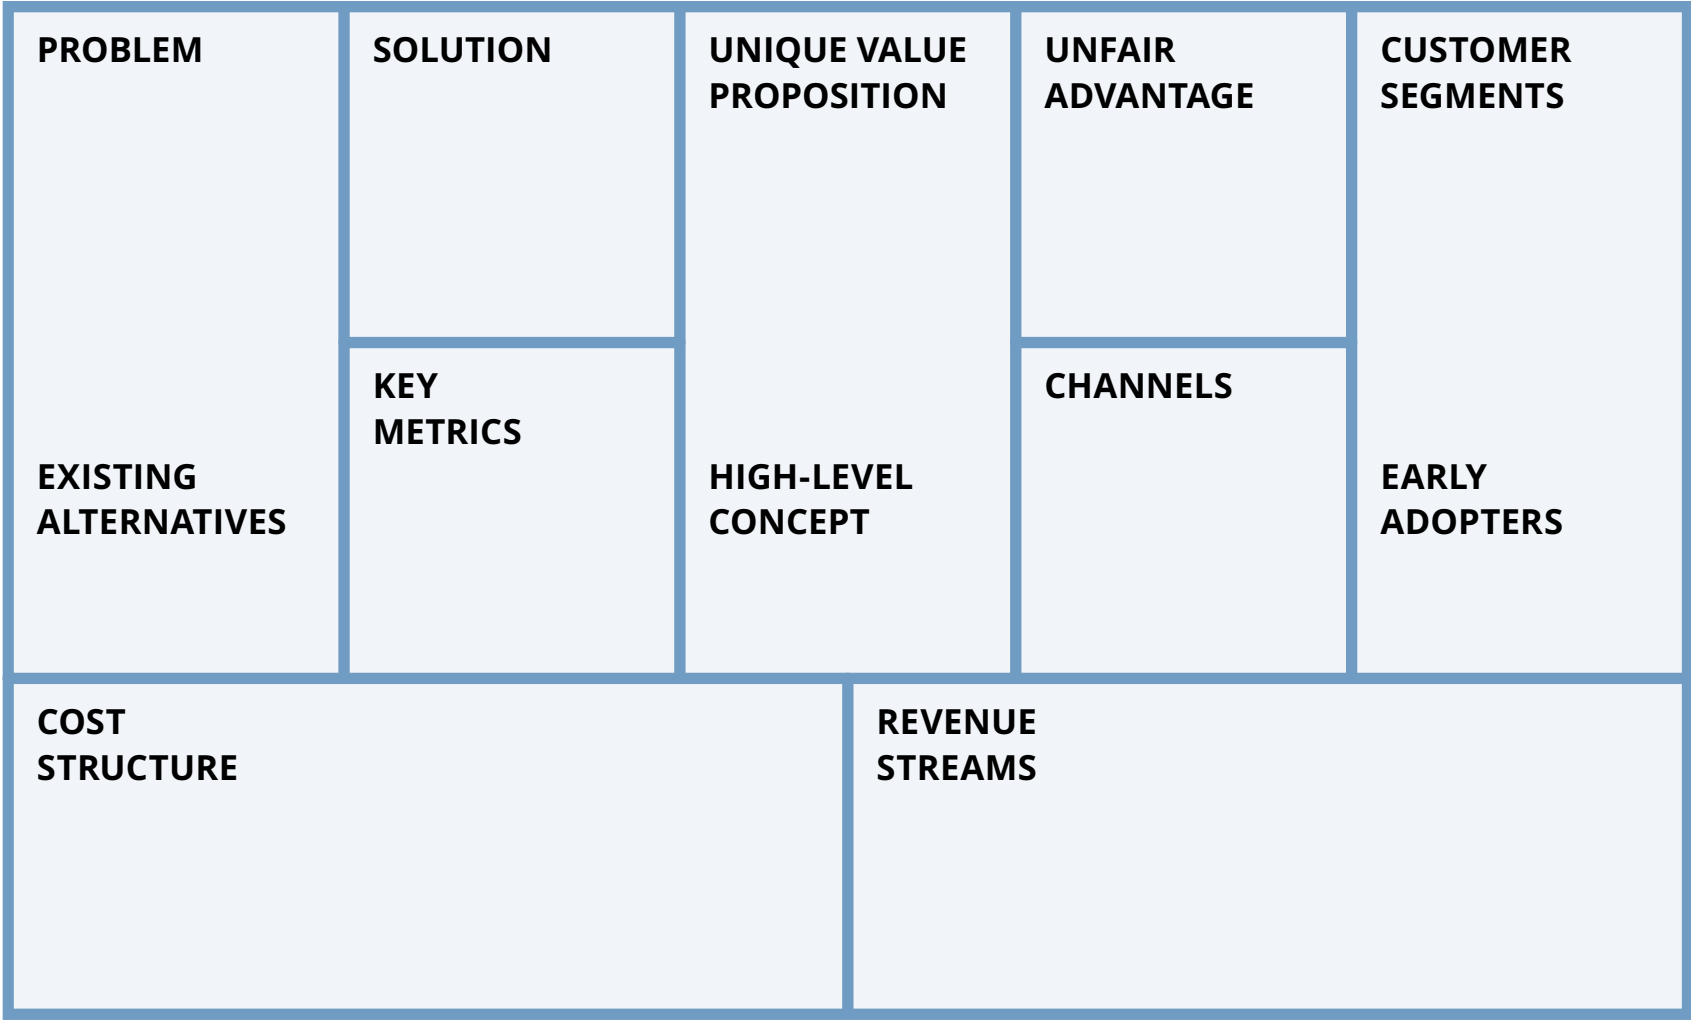 PROBLEM
EXISTING
ALTERNATIVES
SOLUTION
KEY
METRICS
UNIQUE VALUE
PROPOSITION
HIGH-LEVEL
CONCEPT
UNFAIR
ADVANTAGE
CHANNELS
CUSTOMER
SEGMENTS
EARLY
ADOPTERS
COST
STRUCTURE
REVENUE
STREAMS